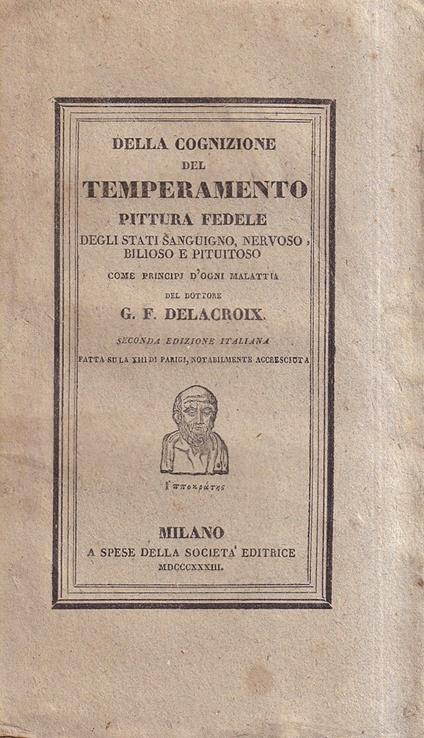 DELLA COGNIZIONE
DEL
TEMPERAMENTO
PITTURA FEDELE
DEGLI STATI SANGUIGNO, NERVOSO,
BILIOSO E PITUITOSO
COME PRINCIPJ D'OGNI MALATTIA
DEL DOTTORE
G. F. DELACROIX.
SECONDA EDIZIONE ITALIANA
FATTA SU LA XIII DI PARIGI, NOTABILMENTE ACCRESCIUTA
Ἱπποκράτης
MILANO
A SPESE DELLA SOCIETA' EDITRICE
MDCCCXXXIII.